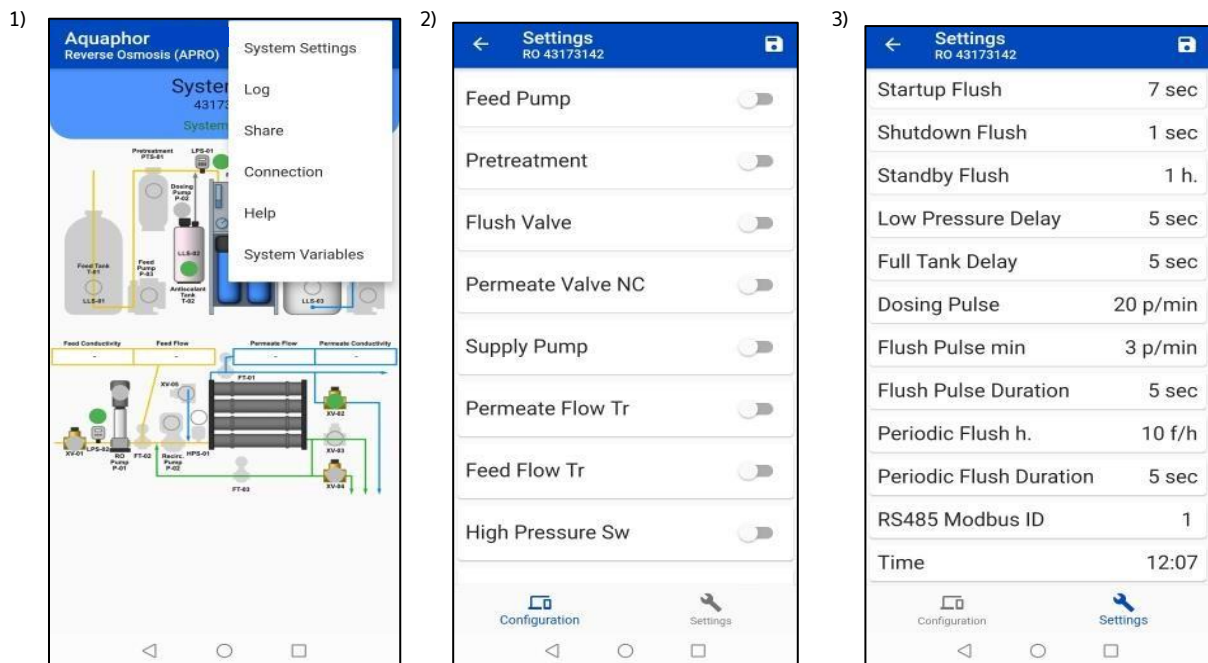 1)
Aquaphor
Reverse Osmosis (APRO)
System Settings
Log
Share
Connection
Help
System Variables
Syste
4317
System
Pretreatment
PTS-01
LPS-01
Dosing
Pump
P-02
LLS-02
Feed Tank
T-01
LLS-01
Feed
Pump
P-03
Antiscalant
Tank
T-02
LLS-03
Feed Conductivity
Feed Flow
Permeate Flow
Permeate Conductivity
-
-
-
-
FT-01
XV-05
XV-02
XV-01
LPS-02
RO
Pump
P-01
FT-02
Recirc.
Pump
P-02
HPS-01
XV-03
FT-03
XV-04
2)
Settings
RO 43173142
Feed Pump
Pretreatment
Flush Valve
Permeate Valve NC
Supply Pump
Permeate Flow Tr
Feed Flow Tr
High Pressure Sw
Configuration
Settings
3)
Settings
RO 43173142
Startup Flush 7 sec
Shutdown Flush 1 sec
Standby Flush 1 h.
Low Pressure Delay 5 sec
Full Tank Delay 5 sec
Dosing Pulse 20 p/min
Flush Pulse min 3 p/min
Flush Pulse Duration 5 sec
Periodic Flush h. 10 f/h
Periodic Flush Duration 5 sec
RS485 Modbus ID 1
Time 12:07
Configuration
Settings